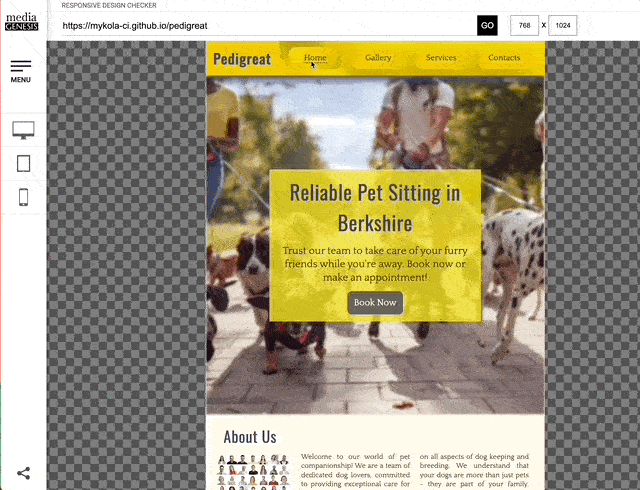 RESPONSIVE DESIGN CHECKER
media
GENESIS
https://mykola-ci.github.io/pedigreat
GO
768 X 1024
MENU
Pedigreat
Home Gallery Services Contacts
Reliable Pet Sitting in
Berkshire
Trust our team to take care of your furry
friends while you're away. Book now or
make an appointment!
Book Now
About Us
Welcome to our world of pet
companionship! We are a team of
dedicated dog lovers, committed
to providing exceptional care for
on all aspects of dog keeping and
breeding. We understand that
your dogs are more than just pets
- they are part of your family.